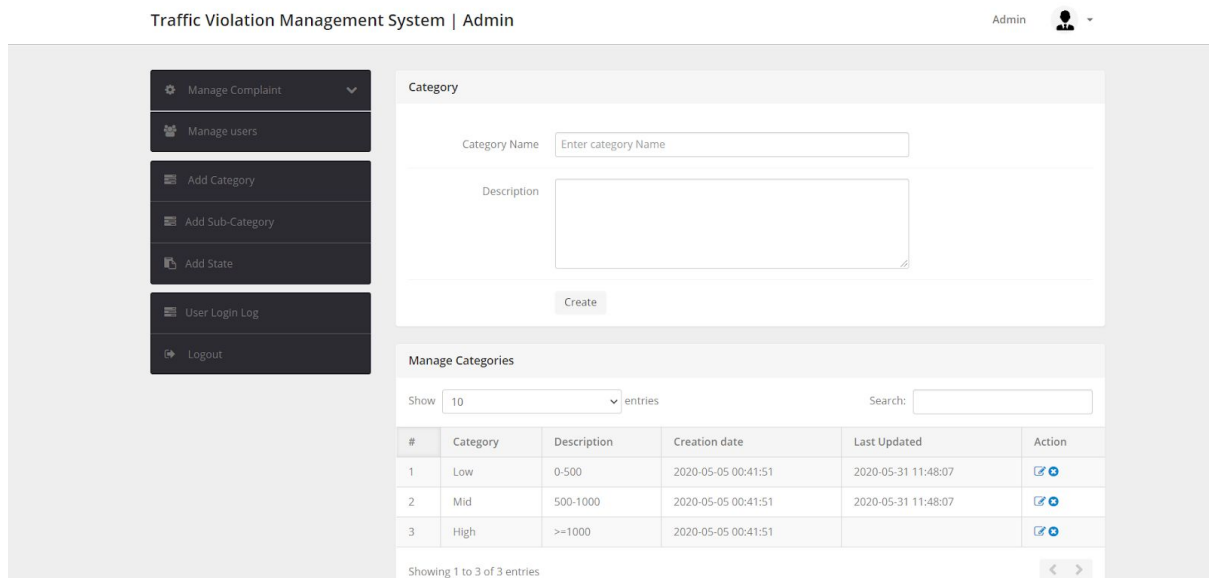 Traffic Violation Management System | Admin
Admin
Manage Complaint
Manage users
Add Category
Add Sub-Category
Add State
User Login Log
Logout
Category
Category Name Enter category Name
Description
Create
Manage Categories
Show 10 entries Search:
# Category Description Creation date Last Updated Action
1 Low 0-500 2020-05-05 00:41:51 2020-05-31 11:48:07
2 Mid 500-1000 2020-05-05 00:41:51 2020-05-31 11:48:07
3 High >=1000 2020-05-05 00:41:51
Showing 1 to 3 of 3 entries